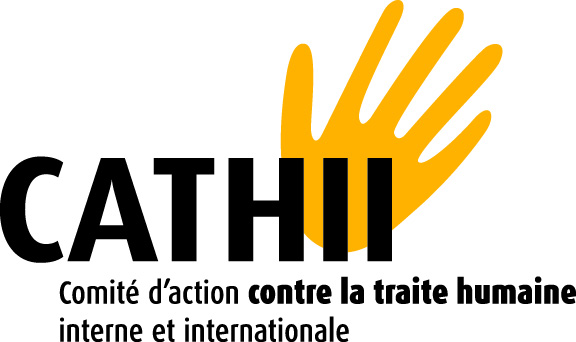 CATHII
Comité d'action contre la traite humaine
interne et internationale